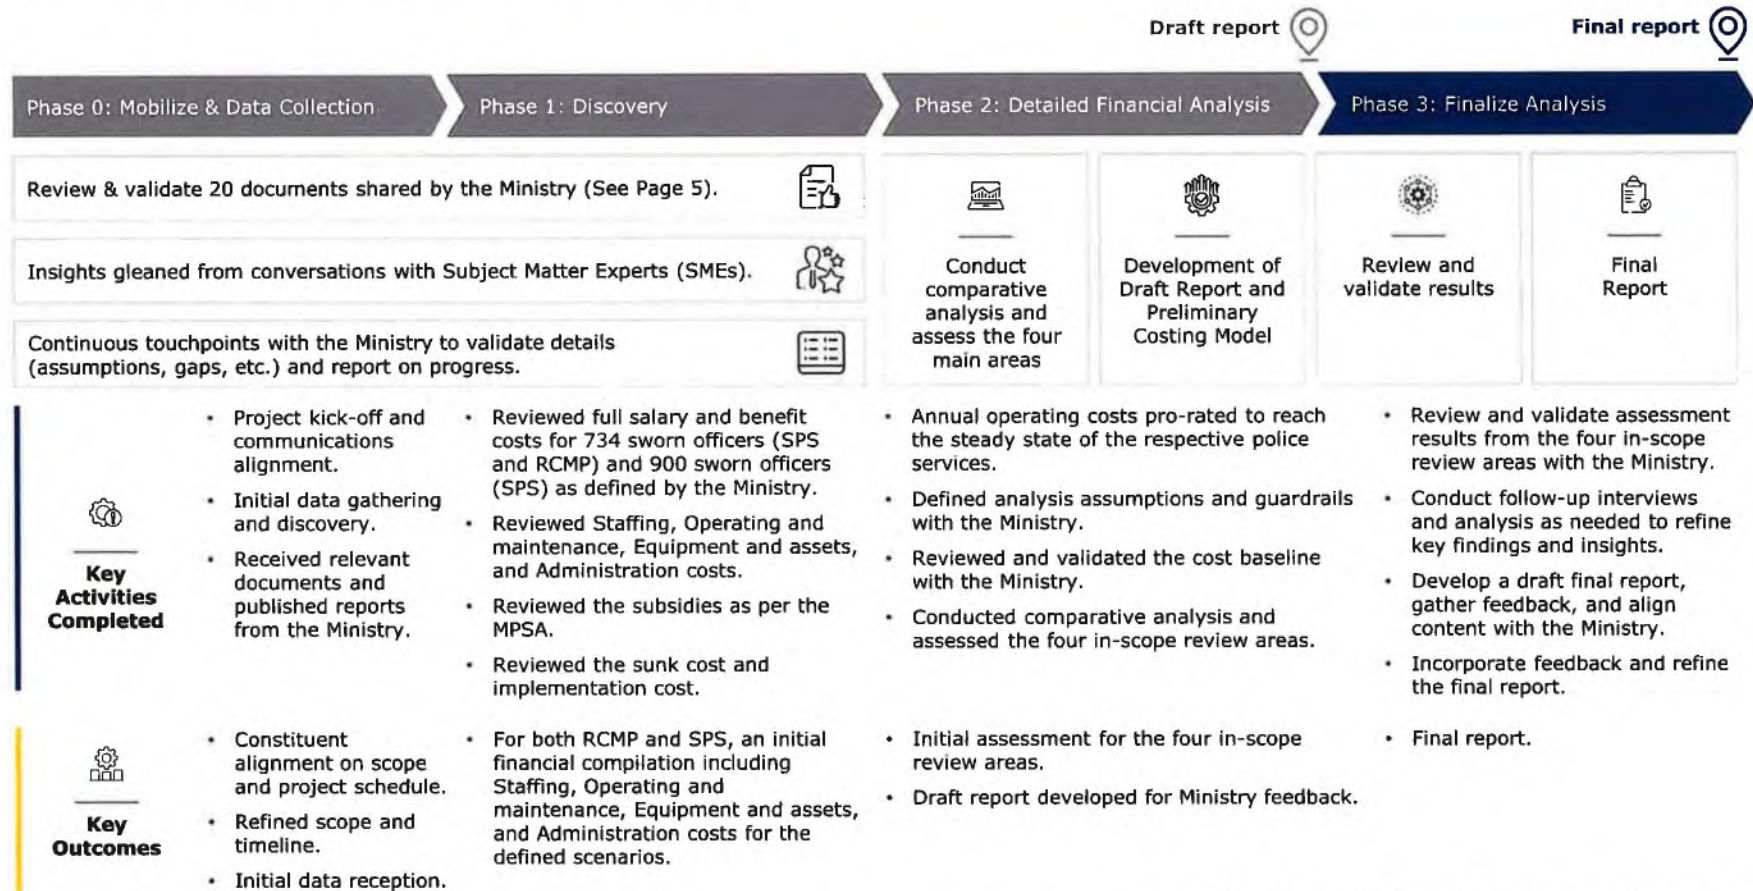 Draft report
Final report
Phase 0: Mobilize & Data Collection
Phase 1: Discovery
Phase 2: Detailed Financial Analysis
Phase 3: Finalize Analysis
Review & validate 20 documents shared by the Ministry (See Page 5).
Insights gleaned from conversations with Subject Matter Experts (SMEs).
Continuous touchpoints with the Ministry to validate details
(assumptions, gaps, etc.) and report on progress.
Conduct
comparative
analysis and
assess the four
main areas
Development of
Draft Report and
Preliminary
Costing Model
Review and
validate results
Final
Report
Key
Activities
Completed
• Project kick-off and
communications
alignment.
• Initial data gathering
and discovery.
• Received relevant
documents and
published reports
from the Ministry.
• Reviewed full salary and benefit
costs for 734 sworn officers (SPS
and RCMP) and 900 sworn officers
(SPS) as defined by the Ministry.
• Reviewed Staffing, Operating and
maintenance, Equipment and assets,
and Administration costs.
• Reviewed the subsidies as per the
MPSA.
• Reviewed the sunk cost and
implementation cost.
• Annual operating costs pro-rated to reach
the steady state of the respective police
services.
• Defined analysis assumptions and guardrails
with the Ministry.
• Reviewed and validated the cost baseline
with the Ministry.
• Conducted comparative analysis and
assessed the four in-scope review areas.
• Review and validate assessment
results from the four in-scope
review areas with the Ministry.
• Conduct follow-up interviews
and analysis as needed to refine
key findings and insights.
• Develop a draft final report,
gather feedback, and align
content with the Ministry.
• Incorporate feedback and refine
the final report.
Key
Outcomes
• Constituent
alignment on scope
and project schedule.
• Refined scope and
timeline.
• Initial data reception.
• For both RCMP and SPS, an initial
financial compilation including
Staffing, Operating and
maintenance, Equipment and assets,
and Administration costs for the
defined scenarios.
• Initial assessment for the four in-scope
review areas.
• Draft report developed for Ministry feedback.
• Final report.